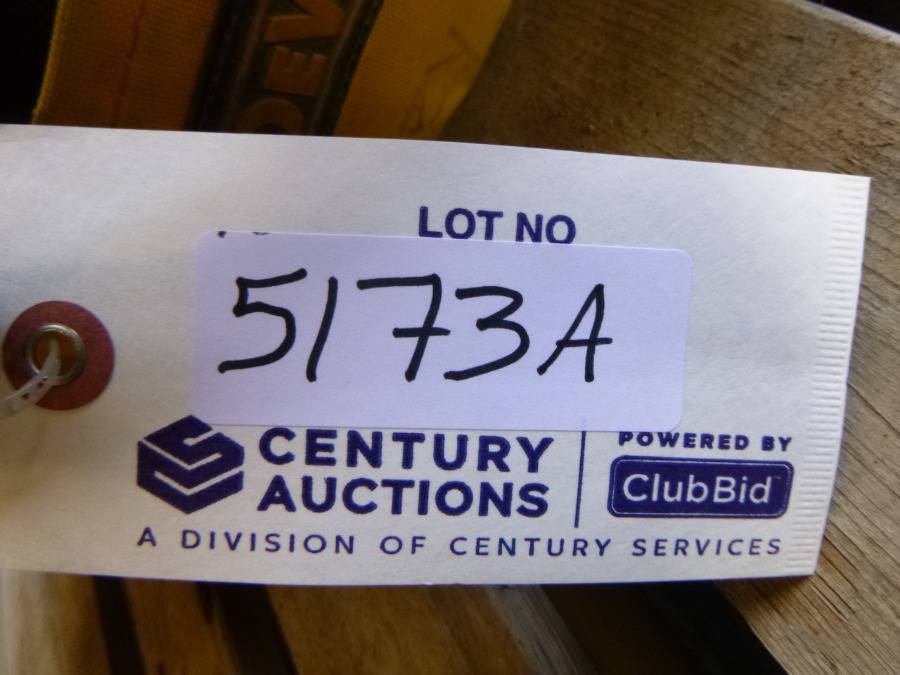 LOT NO
5173A
CENTURY
AUCTIONS
A DIVISION OF CENTURY SERVICES
POWERED BY
ClubBid